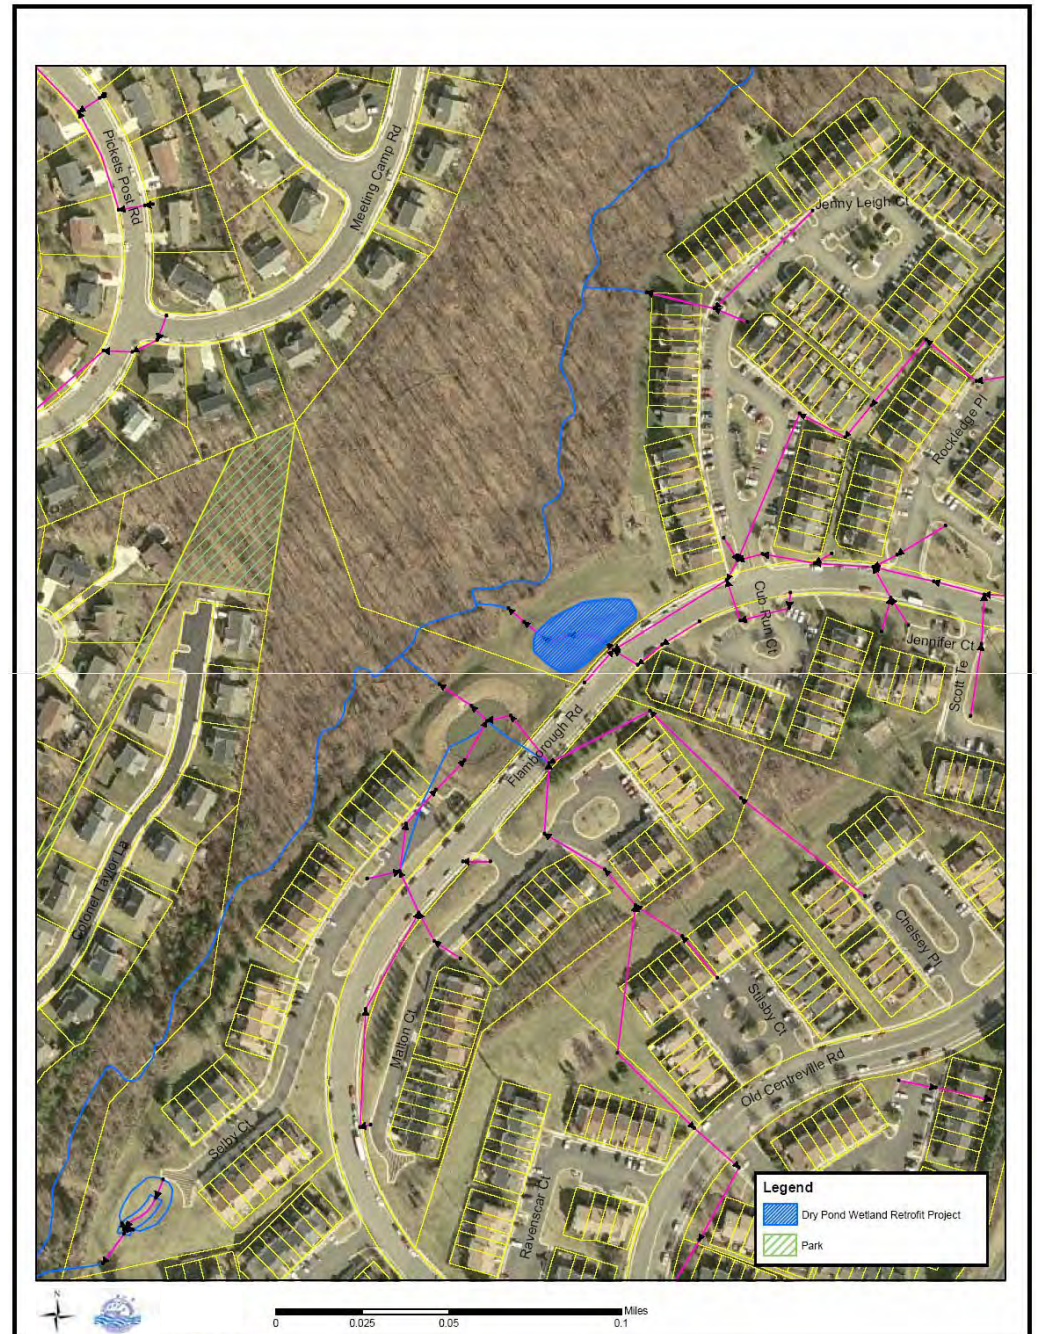 Pickets Post Rd
Meeting Camp Rd
Jenny Leigh Ct
Rockledge Pl
Cub Run Ct
Jennifer Ct
Scott Te
Flamborough Rd
Colonel Taylor La
Chelsey Pl
Stilsby Ct
Malton Ct
Old Centreville Rd
Selby Ct
Ravenscar Ct
Legend
Dry Pond Wetland Retrofit Project
Park
N
Miles
0 0.025 0.05 0.1